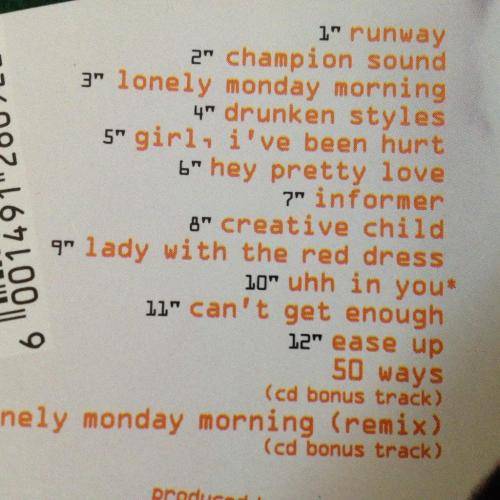 1" runway
2" champion sound
3" lonely monday morning
4" drunken styles
5" girl, i've been hurt
6" hey pretty love
7" informer
8" creative child
9" lady with the red dress
10" uhh in you*
11" can't get enough
12" ease up
50 ways
(cd bonus track)
nely monday morning (remix)
(cd bonus track)